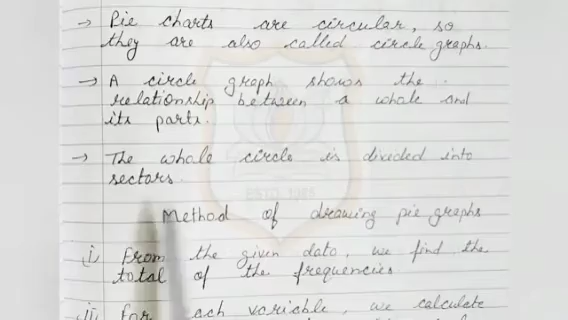 → Pie charts are circular, so
they are also called circle graphs.
→ A circle graph shows the
relationship between a whole and
its parts.
→ The whole circle is divided into
sectors.
ESTD. 1981
Method of drawing pie graphs
i) From the given data, we find the
total of the frequencies
ii) For each variable, we calculate